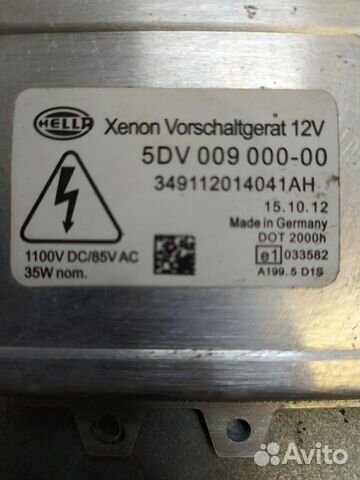 HELLA
Xenon Vorschaltgerat 12V
5DV 009 000-00
349112014041AH
15.10.12
Made in Germany
DOT 2000h
e1 033582
A199.5 D1S
1100V DC/85V AC
35W nom.
Avito